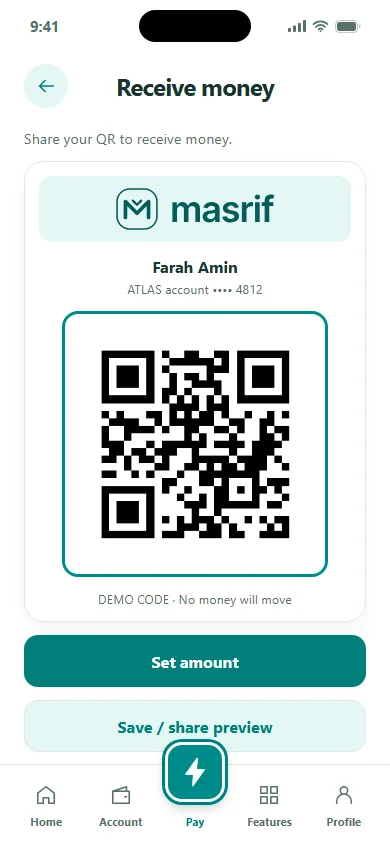 9:41
Receive money
Share your QR to receive money.
masrif
Farah Amin
ATLAS account •••• 4812
DEMO CODE · No money will move
Set amount
Save / share preview
Home
Account
Pay
Features
Profile